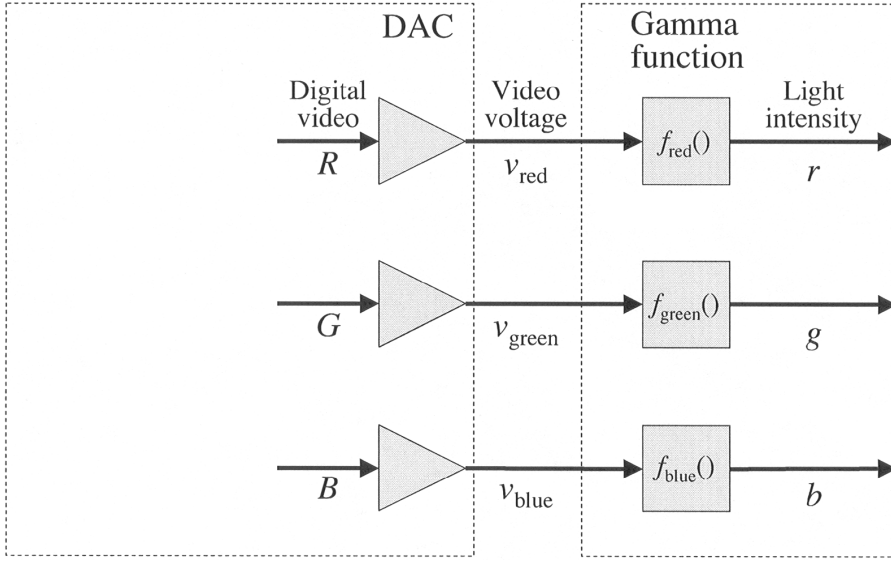 DAC
Gamma
function
Digital
video
Video
voltage
Light
intensity
R
v_red
f_red()
r
G
v_green
f_green()
g
B
v_blue
f_blue()
b